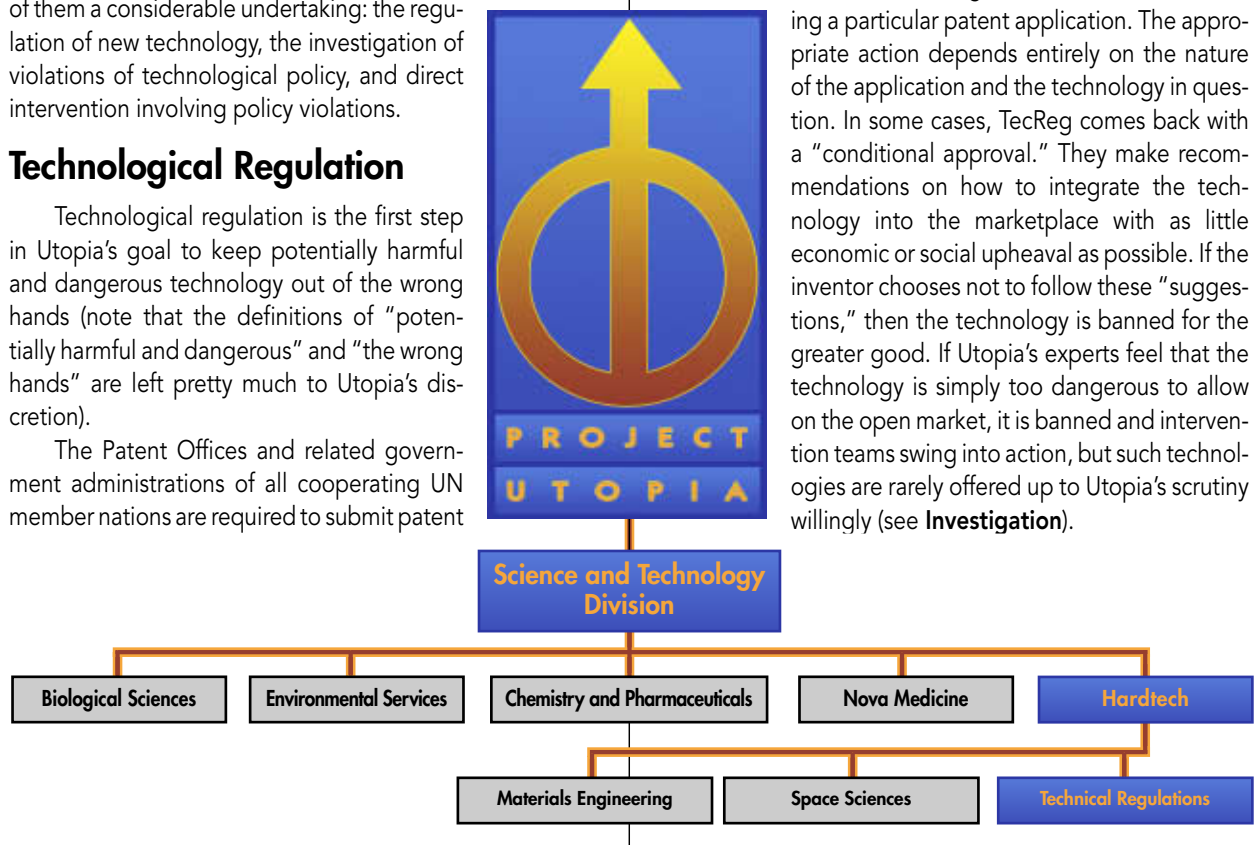 of them a considerable undertaking: the regu-
lation of new technology, the investigation of
violations of technological policy, and direct
intervention involving policy violations.
Technological Regulation
Technological regulation is the first step
in Utopia’s goal to keep potentially harmful
and dangerous technology out of the wrong
hands (note that the definitions of “poten-
tially harmful and dangerous” and “the wrong
hands” are left pretty much to Utopia’s dis-
cretion).
The Patent Offices and related govern-
ment administrations of all cooperating UN
member nations are required to submit patent
ing a particular patent application. The appro-
priate action depends entirely on the nature
of the application and the technology in ques-
tion. In some cases, TecReg comes back with
a “conditional approval.” They make recom-
mendations on how to integrate the tech-
nology into the marketplace with as little
economic or social upheaval as possible. If the
inventor chooses not to follow these “sugges-
tions,” then the technology is banned for the
greater good. If Utopia’s experts feel that the
technology is simply too dangerous to allow
on the open market, it is banned and interven-
tion teams swing into action, but such technol-
ogies are rarely offered up to Utopia’s scrutiny
willingly (see Investigation).
PROJECT
UTOPIA
Science and Technology
Division
Biological Sciences
Environmental Services
Chemistry and Pharmaceuticals
Nova Medicine
Hardtech
Materials Engineering
Space Sciences
Technical Regulations